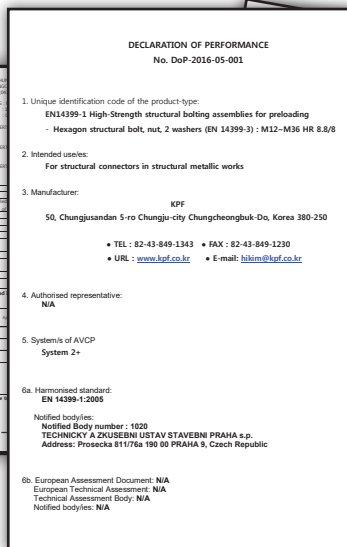 DECLARATION OF PERFORMANCE
No. DoP-2016-05-001
1. Unique identification code of the product-type:
EN14399-1 High-Strength structural bolting assemblies for preloading
- Hexagon structural bolt, nut, 2 washers (EN 14399-3) : M12~M36 HR 8.8/8
2. Intended use/es:
For structural connectors in structural metallic works
3. Manufacturer:
KPF
50, Chungjusandan 5-ro Chungju-city Chungcheongbuk-Do, Korea 380-250
● TEL : 82-43-849-1343 ● FAX : 82-43-849-1230
● URL : www.kpf.co.kr ● E-mail: hikim@kpf.co.kr
4. Authorised representative:
N/A
5. System/s of AVCP
System 2+
6a. Harmonised standard:
EN 14399-1:2005
Notified body/ies:
Notified Body number : 1020
TECHNICKY A ZKUSEBNI USTAV STAVEBNI PRAHA s.p.
Address: Prosecka 811/76a 190 00 PRAHA 9, Czech Republic
6b. European Assessment Document: N/A
European Technical Assessment: N/A
Technical Assessment Body: N/A
Notified body/ies: N/A